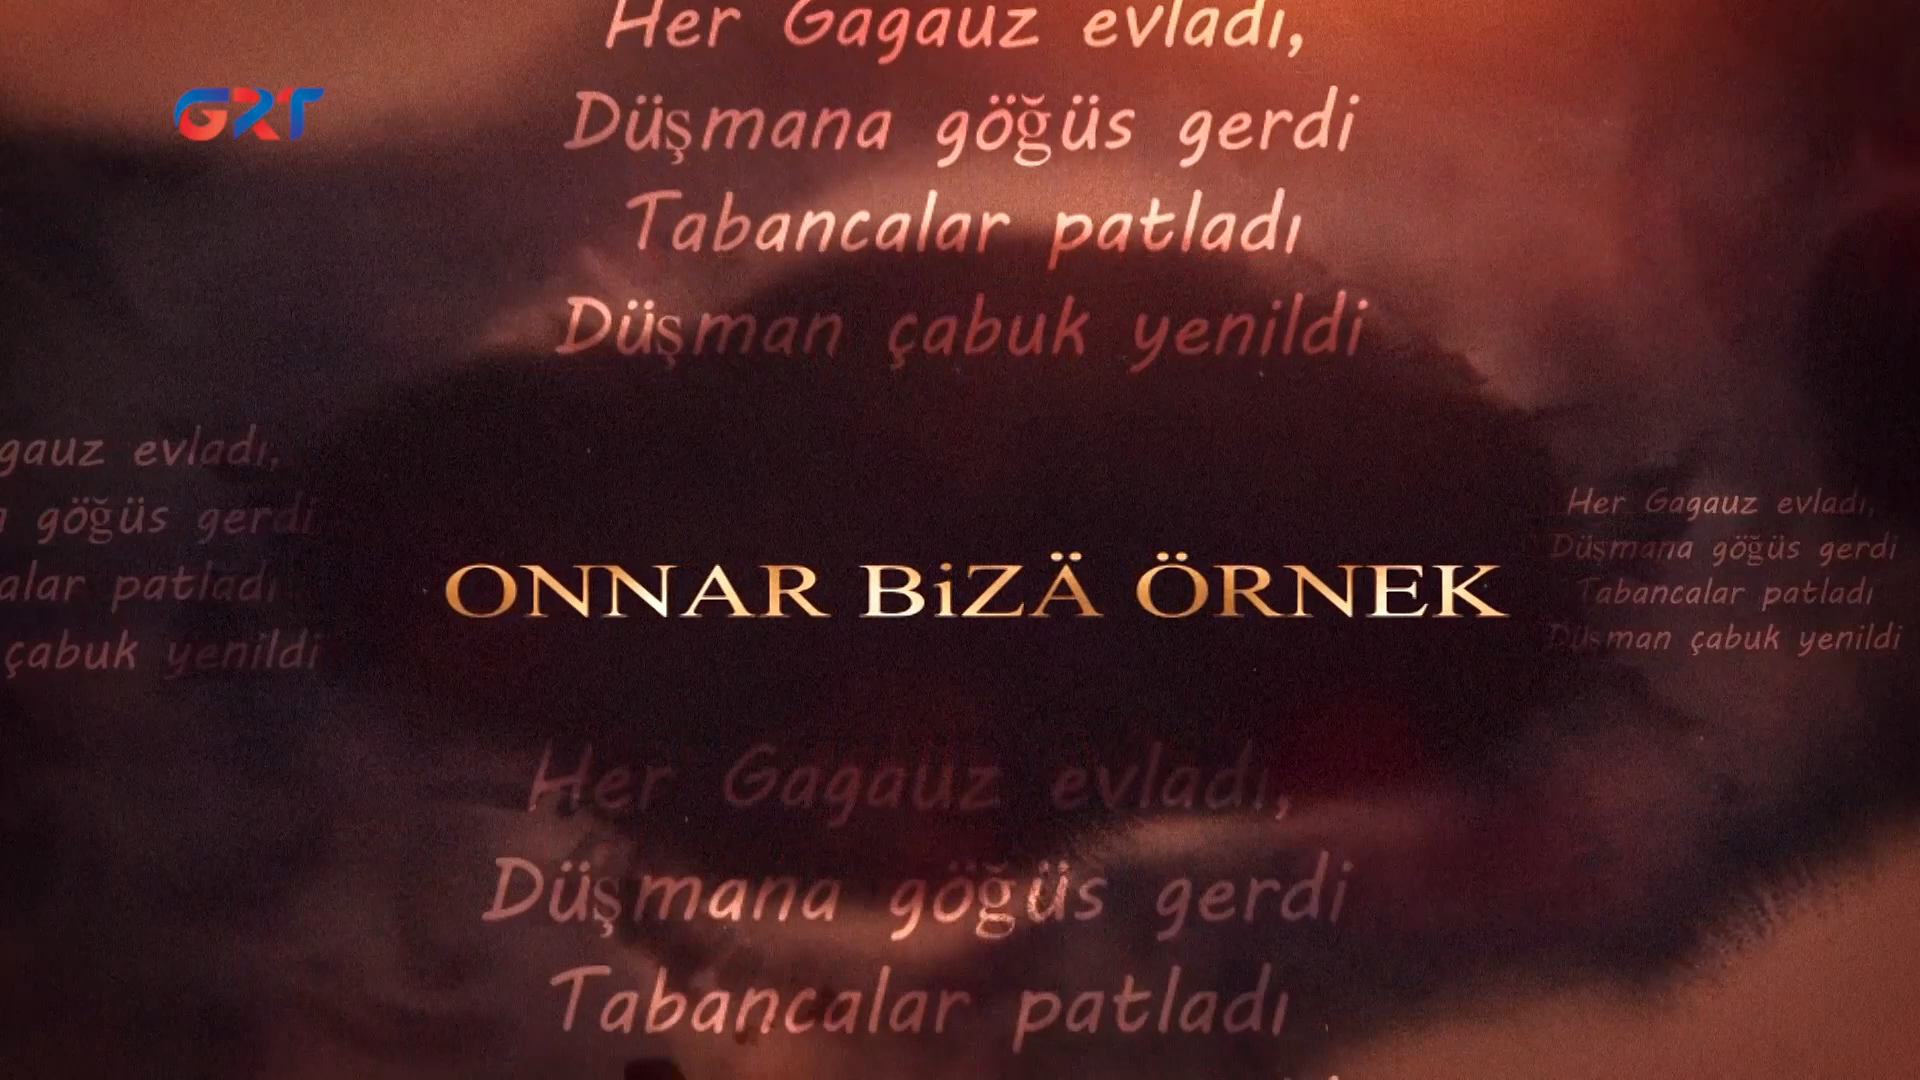 Her Gagauz evladı,
GRT
Düşmana göğüs gerdi
Tabancalar patladı
Düşman çabuk yenildi
gauz evladı,
göğüs gerdi
alar patladı
çabuk yenildi
Her Gagauz evladı,
Düşmana göğüs gerdi
Tabancalar patladı
Düşman çabuk yenildi
ONNAR BiZÄ ÖRNEK
Her Gagauz evladı,
Düşmana göğüs gerdi
Tabancalar patladı